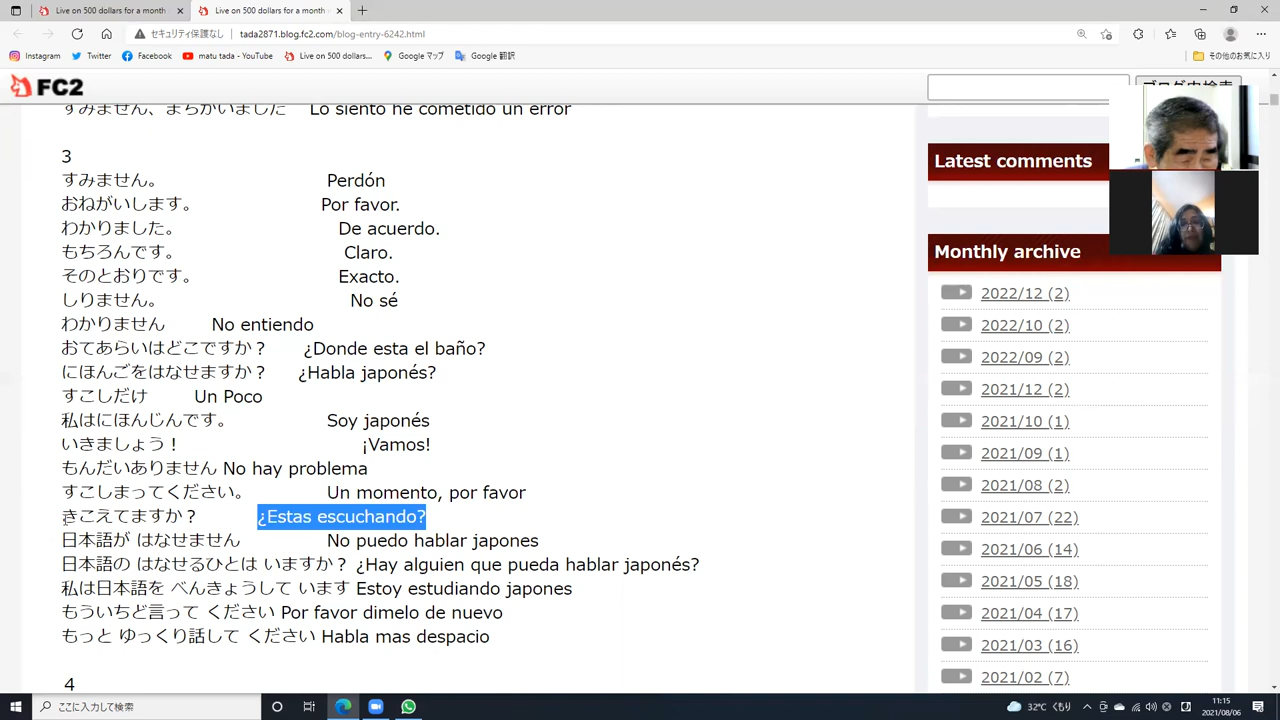 Live on 500 dollars for a month
Live on 500 dollars for a month
セキュリティ保護なし
tada2871.blog.fc2.com/blog-entry-6242.html
Instagram
Twitter
Facebook
matu tada - YouTube
Live on 500 dollars...
Google マップ
Google 翻訳
その他のお気に入り
FC2
ブログ内検索
すみません、まちがいました Lo siento he cometido un error
3
すみません。 Perdón
おねがいします。 Por favor.
わかりました。 De acuerdo.
もちろんです。 Claro.
そのとおりです。 Exacto.
しりません。 No sé
わかりません No entiendo
おてあらいはどこですか？ ¿Donde esta el baño?
にほんごをはなせますか？ ¿Habla japonés?
すこしだけ Un Poco
私はにほんじんです。 Soy japonés
いきましょう！ ¡Vamos!
もんだいありません No hay problema
すこしまってください。 Un momento, por favor
きこえてますか？ ¿Estas escuchando?
日本語が はなせません No puedo hablar japones
日本語の はなせるひとは いますか？ ¿Hay alguien que pueda hablar japonés?
私は日本語を べんきょうして います Estoy estudiando japones
もういちど言って ください Por favor dimelo de nuevo
もっと ゆっくり話して ください Habla mas despacio
4
Latest comments
Monthly archive
2022/12 (2)
2022/10 (2)
2022/09 (2)
2021/12 (2)
2021/10 (1)
2021/09 (1)
2021/08 (2)
2021/07 (22)
2021/06 (14)
2021/05 (18)
2021/04 (17)
2021/03 (16)
2021/02 (7)
ここに入力して検索
32℃ くもり
11:15
2021/08/06